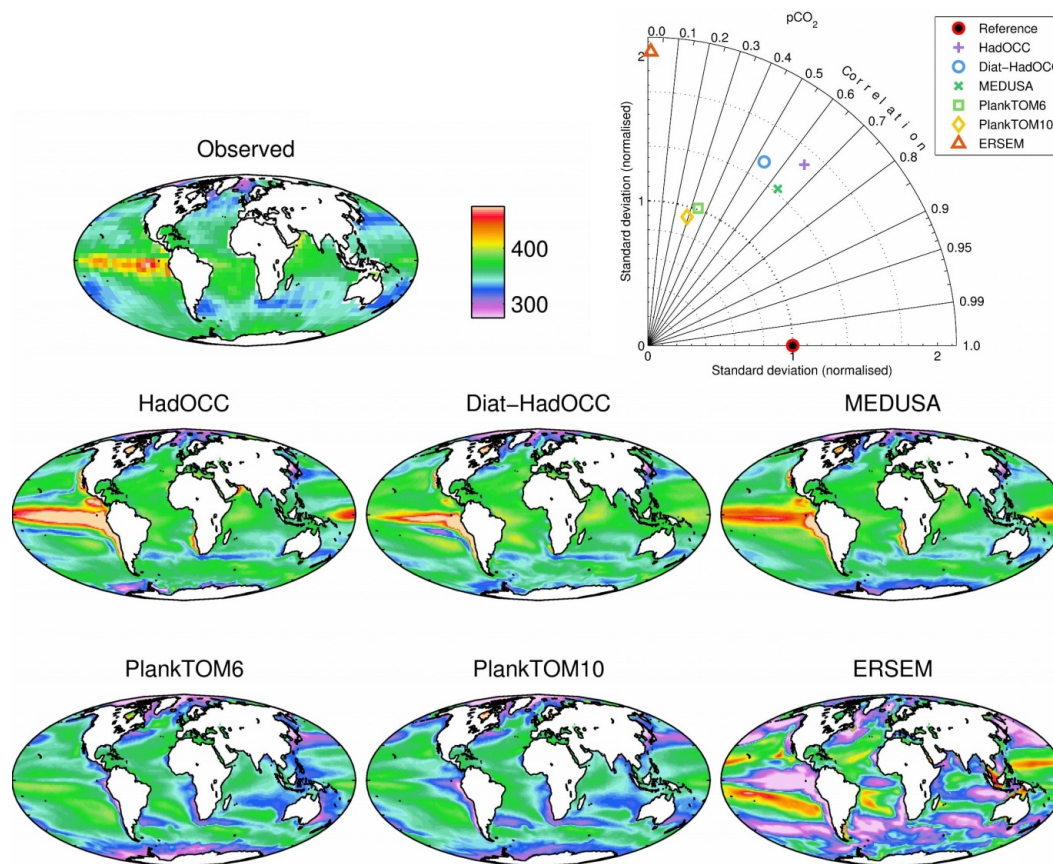 pCO2
0.0 0.1 0.2 0.3 0.4 0.5 0.6 0.7 0.8 0.9 0.95 0.99 1.0
Correlation
2
1
0
Standard deviation (normalised)
0 1 2
Standard deviation (normalised)
Reference
HadOCC
Diat-HadOCC
MEDUSA
PlankTOM6
PlankTOM10
ERSEM
Observed
400
300
HadOCC Diat-HadOCC MEDUSA
PlankTOM6 PlankTOM10 ERSEM